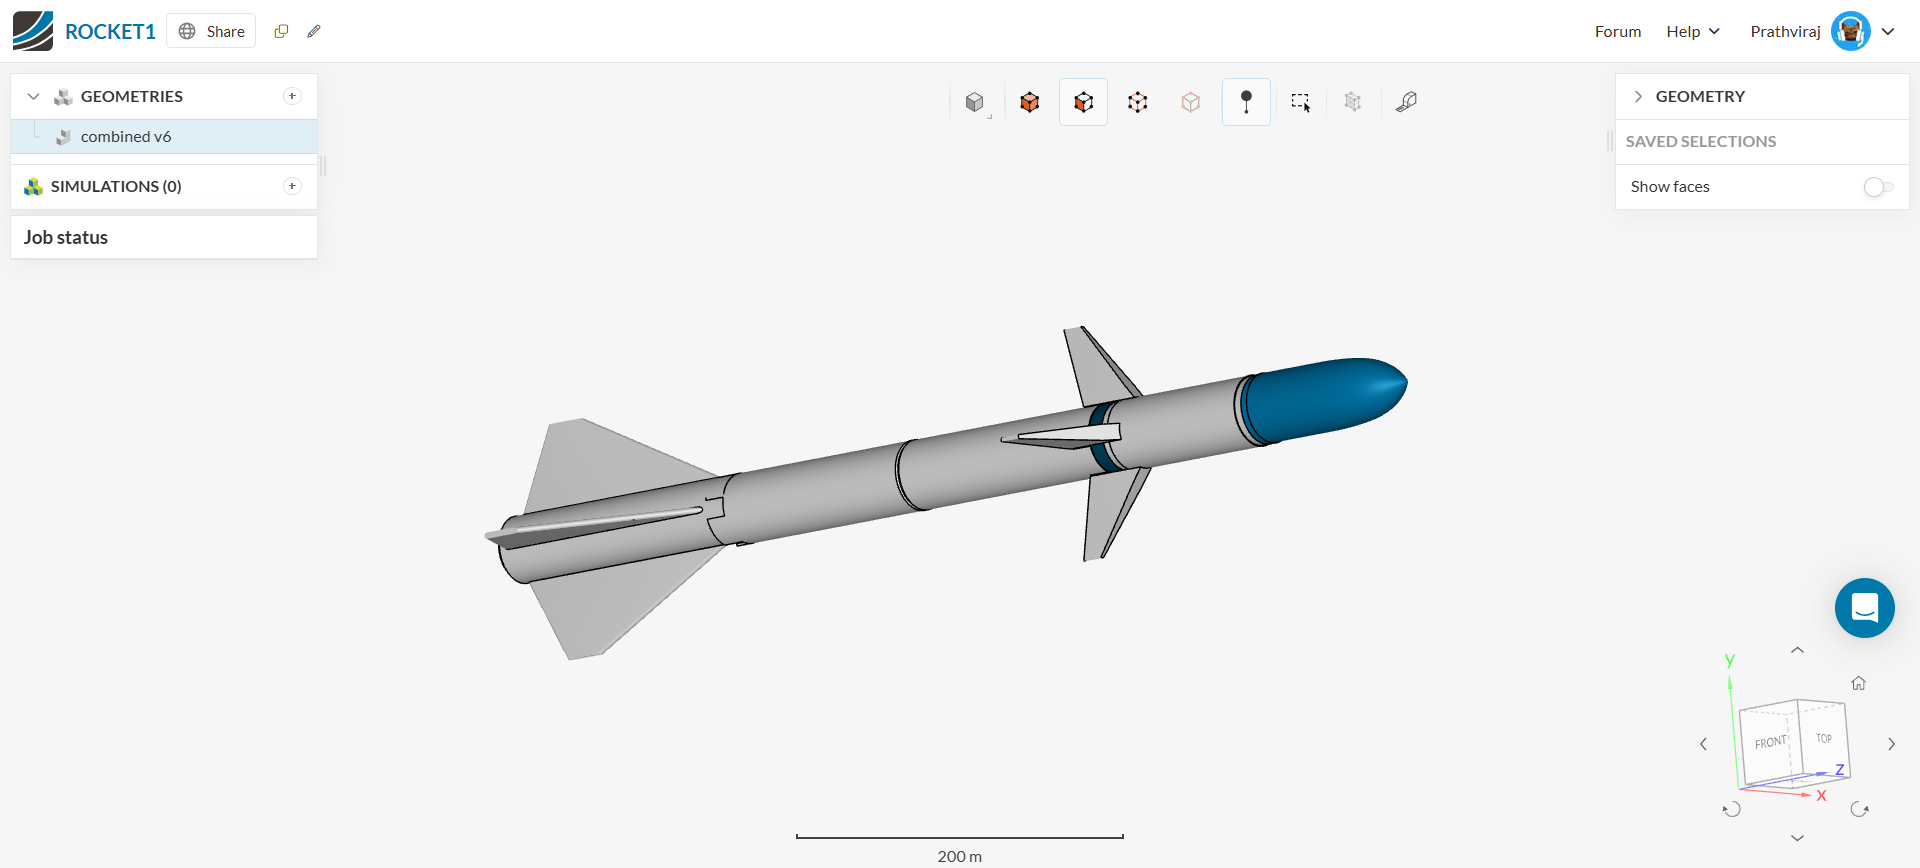 ROCKET1
Share
Forum
Help
Prathviraj
GEOMETRIES
combined v6
SIMULATIONS (0)
Job status
GEOMETRY
SAVED SELECTIONS
Show faces
y
FRONT
TOP
z
x
200 m